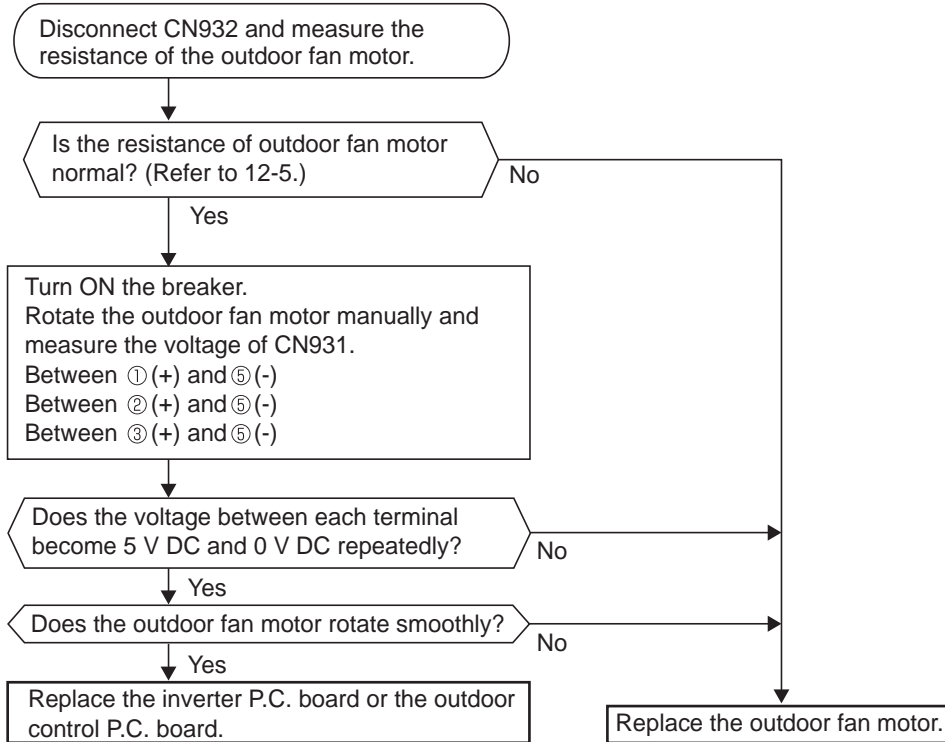 Disconnect CN932 and measure the
resistance of the outdoor fan motor.
Is the resistance of outdoor fan motor
normal? (Refer to 12-5.)
No
Yes
Turn ON the breaker.
Rotate the outdoor fan motor manually and
measure the voltage of CN931.
Between ① (+) and ⑤ (-)
Between ② (+) and ⑤ (-)
Between ③ (+) and ⑤ (-)
Does the voltage between each terminal
become 5 V DC and 0 V DC repeatedly?
No
Yes
Does the outdoor fan motor rotate smoothly?
No
Yes
Replace the inverter P.C. board or the outdoor
control P.C. board.
Replace the outdoor fan motor.